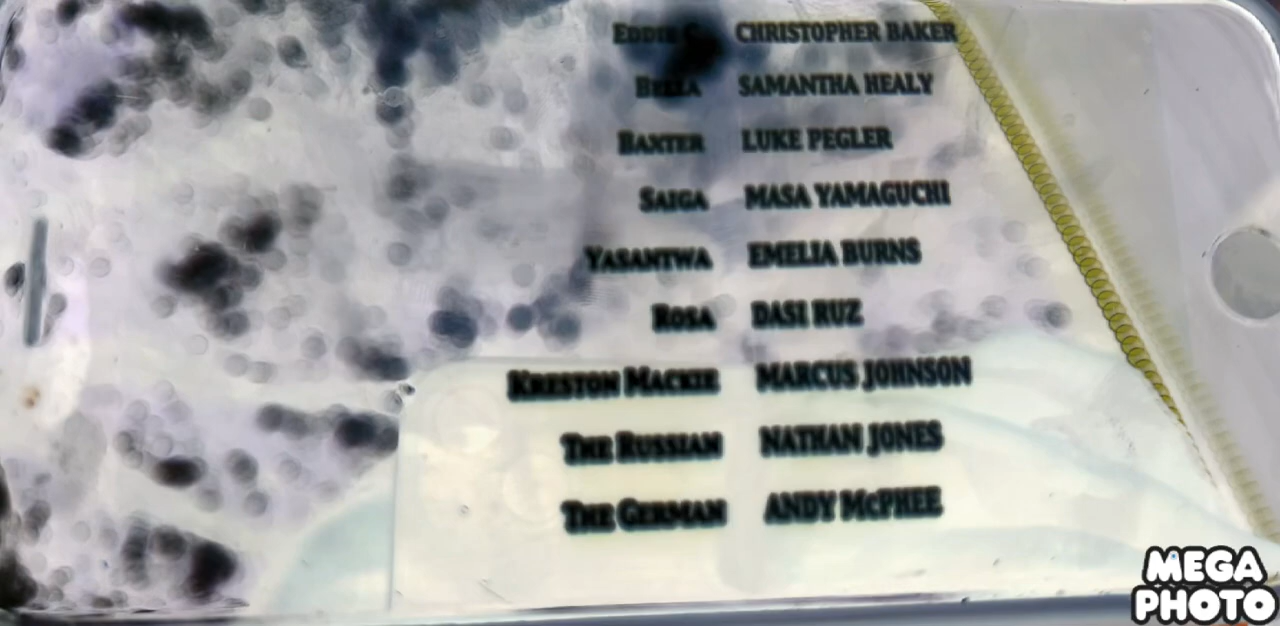 EDDIE C. CHRISTOPHER BAKER
BELLA SAMANTHA HEALY
BAXTER LUKE PEGLER
SAIGA MASA YAMAGUCHI
YASANTWA EMELIA BURNS
ROSA DASI RUZ
KRESTON MACKIE MARCUS JOHNSON
THE RUSSIAN NATHAN JONES
THE GERMAN ANDY McPHEE
MEGA
PHOTO